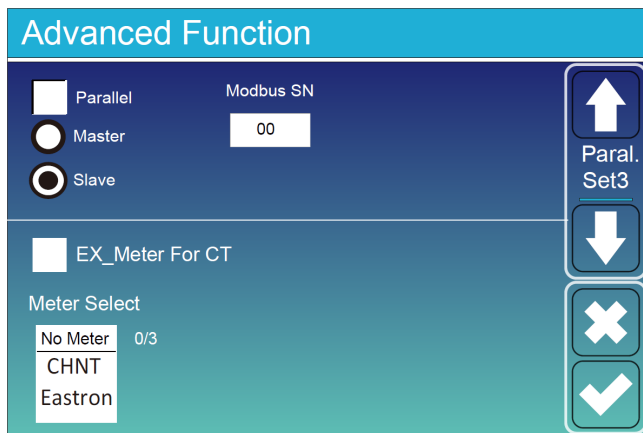 Advanced Function
Parallel
Modbus SN
Master
00
Slave
Paral.
Set3
EX_Meter For CT
Meter Select
No Meter 0/3
CHNT
Eastron